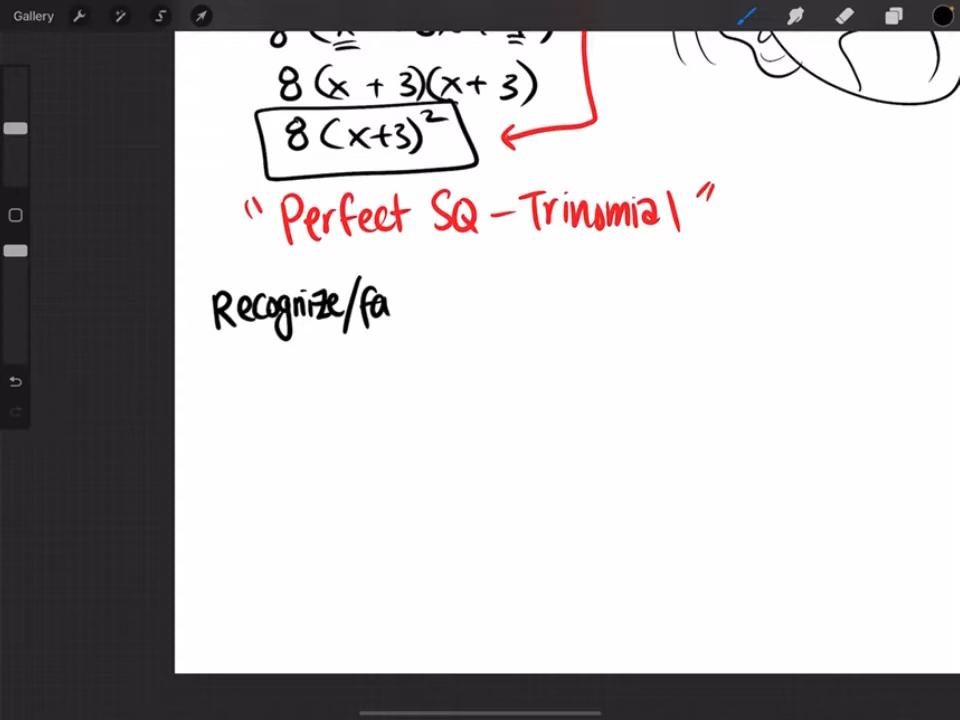 Gallery
8 (x + 3)(x + 3)
8 (x+3)²
"Perfect SQ - Trinomial"
Recognize/fa